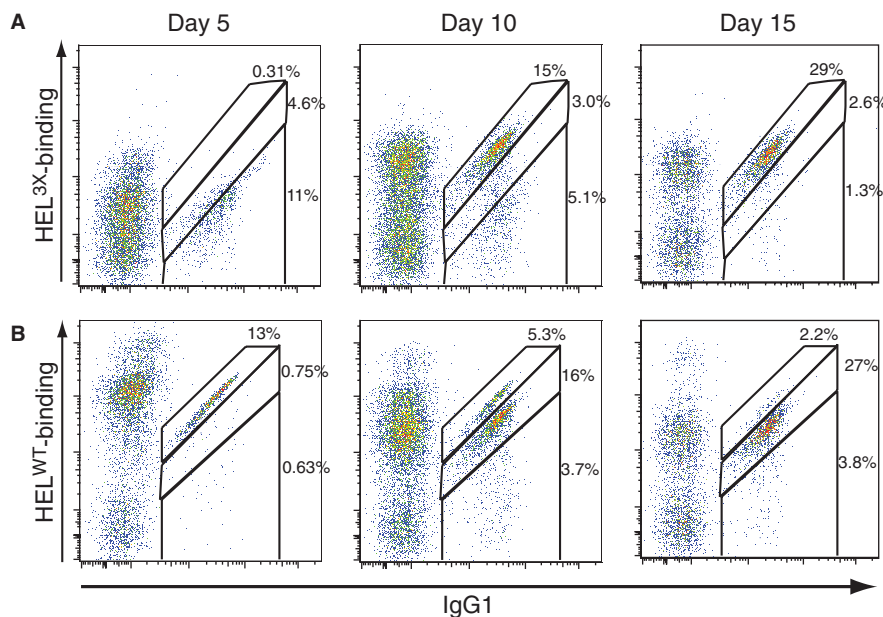 A
Day 5
Day 10
Day 15
HEL3X-binding
0.31%
4.6%
11%
15%
3.0%
5.1%
29%
2.6%
1.3%
B
HELWT-binding
13%
0.75%
0.63%
5.3%
16%
3.7%
2.2%
27%
3.8%
IgG1